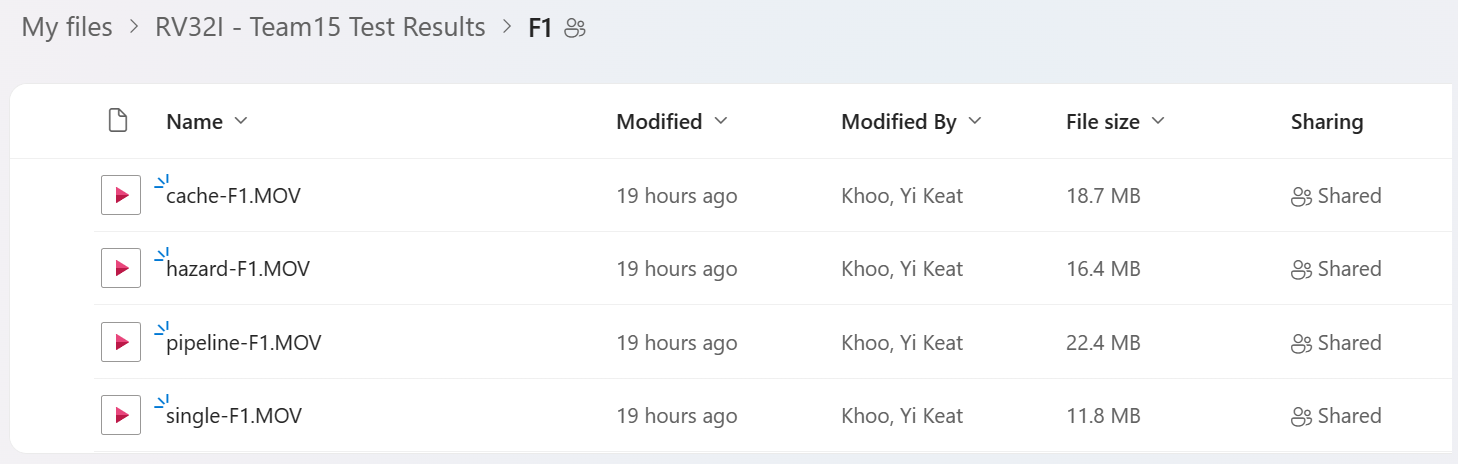 My files > RV32I - Team15 Test Results > F1
Name Modified Modified By File size Sharing
cache-F1.MOV 19 hours ago Khoo, Yi Keat 18.7 MB Shared
hazard-F1.MOV 19 hours ago Khoo, Yi Keat 16.4 MB Shared
pipeline-F1.MOV 19 hours ago Khoo, Yi Keat 22.4 MB Shared
single-F1.MOV 19 hours ago Khoo, Yi Keat 11.8 MB Shared